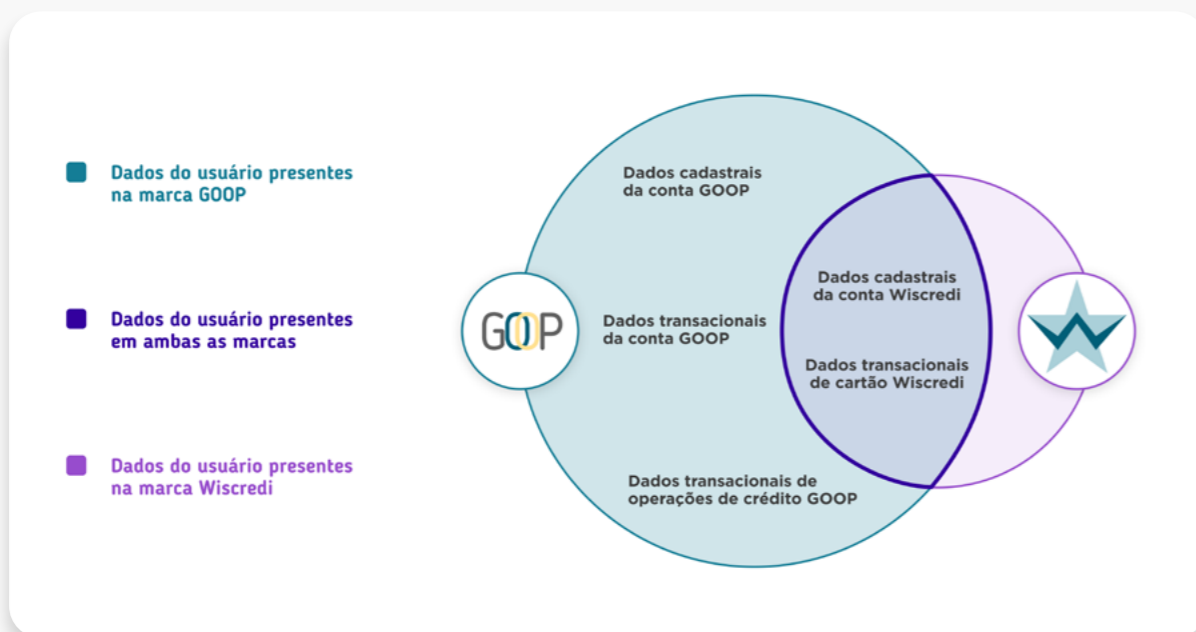 Dados do usuário presentes
na marca GOOP
Dados do usuário presentes
em ambas as marcas
Dados do usuário presentes
na marca Wiscredi
Dados cadastrais
da conta GOOP
GOOP
Dados transacionais
da conta GOOP
Dados transacionais de
operações de crédito GOOP
Dados cadastrais
da conta Wiscredi
Dados transacionais
de cartão Wiscredi